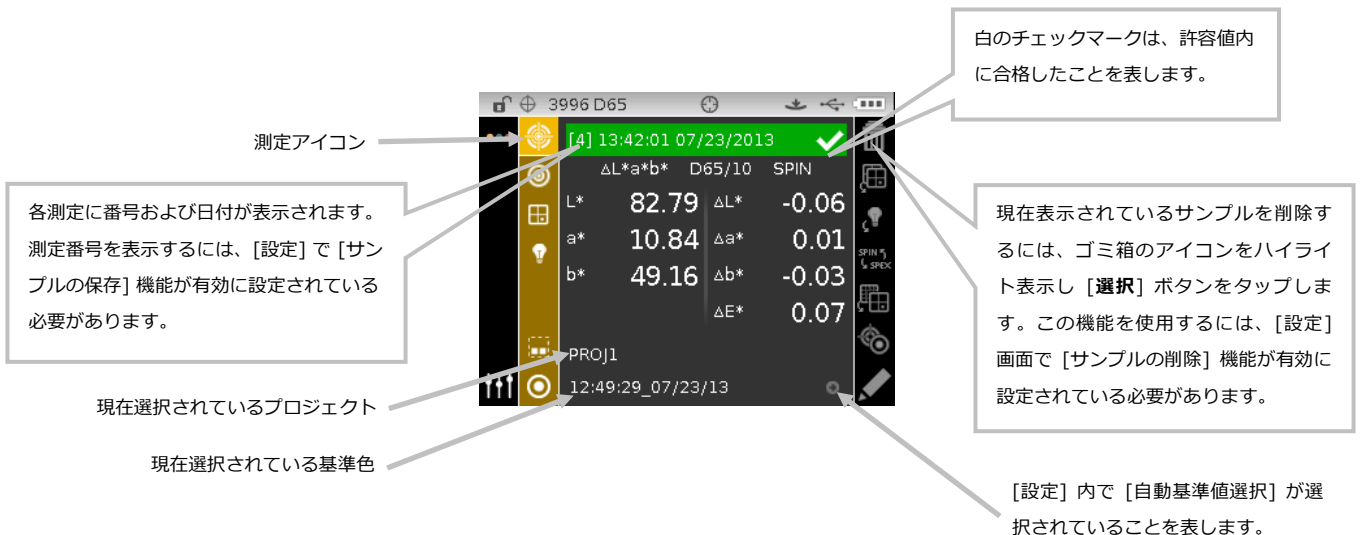 白のチェックマークは、許容値内
に合格したことを表します。
測定アイコン
各測定に番号および日付が表示されます。
測定番号を表示するには、[設定] で [サン
プルの保存] 機能が有効に設定されている
必要があります。
現在選択されているプロジェクト
現在選択されている基準色
3996 D65
[4] 13:42:01 07/23/2013
△L*a*b* D65/10 SPIN
L* 82.79 △L* -0.06
a* 10.84 △a* 0.01
b* 49.16 △b* -0.03
△E* 0.07
PROJ1
12:49:29_07/23/13
SPIN
SPEX
現在表示されているサンプルを削除す
るには、ゴミ箱のアイコンをハイライ
ト表示し [選択] ボタンをタップしま
す。この機能を使用するには、[設定]
画面で [サンプルの削除] 機能が有効に
設定されている必要があります。
[設定] 内で [自動基準値選択] が選
択されていることを表します。